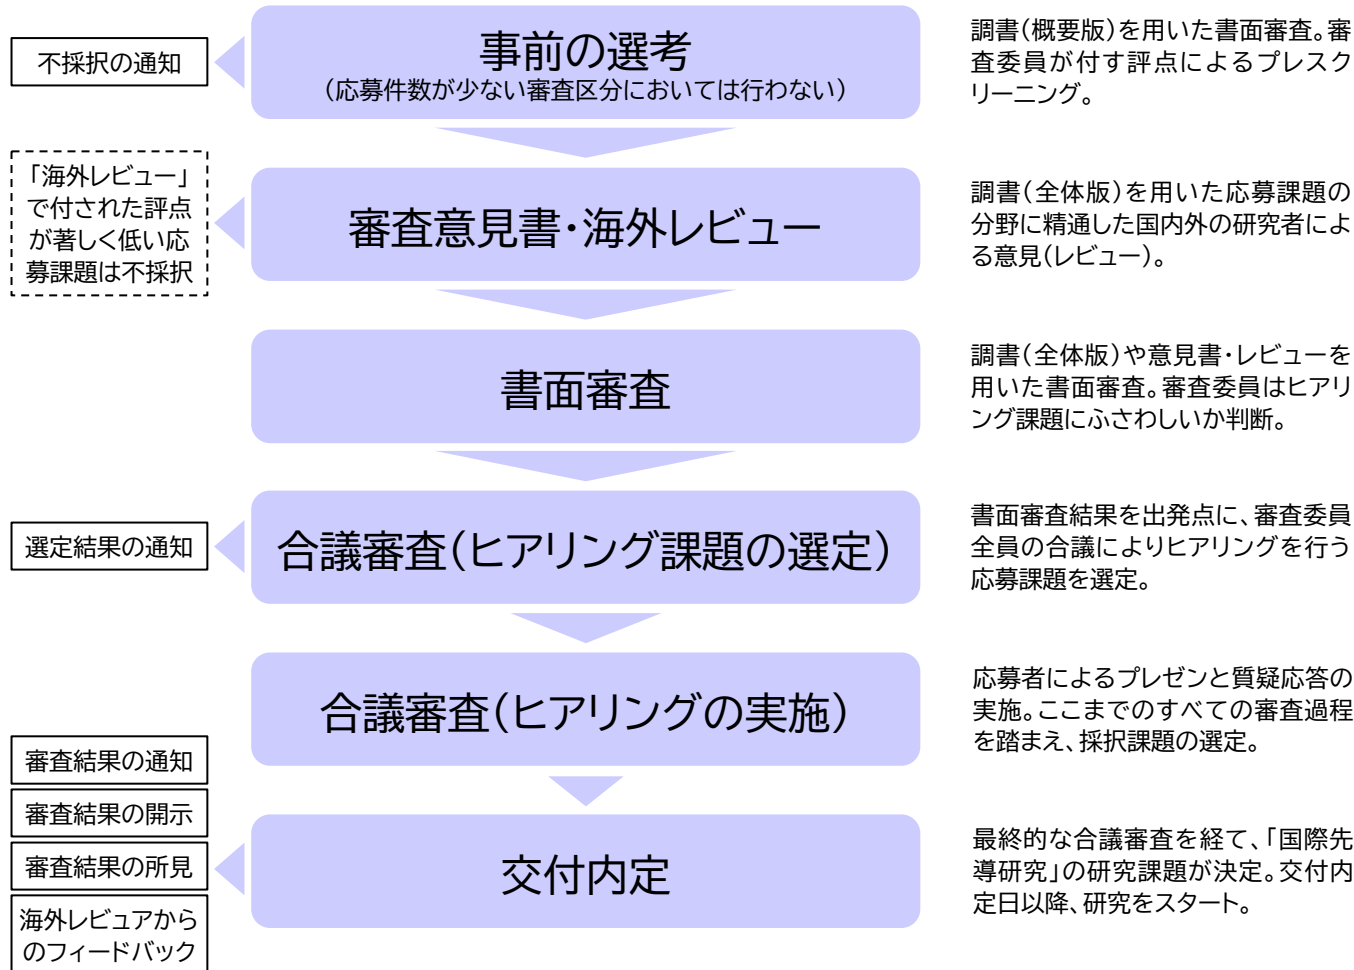 不採択の通知
事前の選考
（応募件数が少ない審査区分においては行わない）
調書（概要版）を用いた書面審査。審
査委員が付す評点によるプレスク
リーニング。
「海外レビュー」
で付された評点
が著しく低い応
募課題は不採択
審査意見書・海外レビュー
調書（全体版）を用いた応募課題の
分野に精通した国内外の研究者によ
る意見（レビュー）。
書面審査
調書（全体版）や意見書・レビューを
用いた書面審査。審査委員はヒアリ
ング課題にふさわしいか判断。
選定結果の通知
合議審査（ヒアリング課題の選定）
書面審査結果を出発点に、審査委員
全員の合議によりヒアリングを行う
応募課題を選定。
合議審査（ヒアリングの実施）
応募者によるプレゼンと質疑応答の
実施。ここまでのすべての審査過程
を踏まえ、採択課題の選定。
審査結果の通知
審査結果の開示
審査結果の所見
海外レビュアから
のフィードバック
交付内定
最終的な合議審査を経て、「国際先
導研究」の研究課題が決定。交付内
定日以降、研究をスタート。